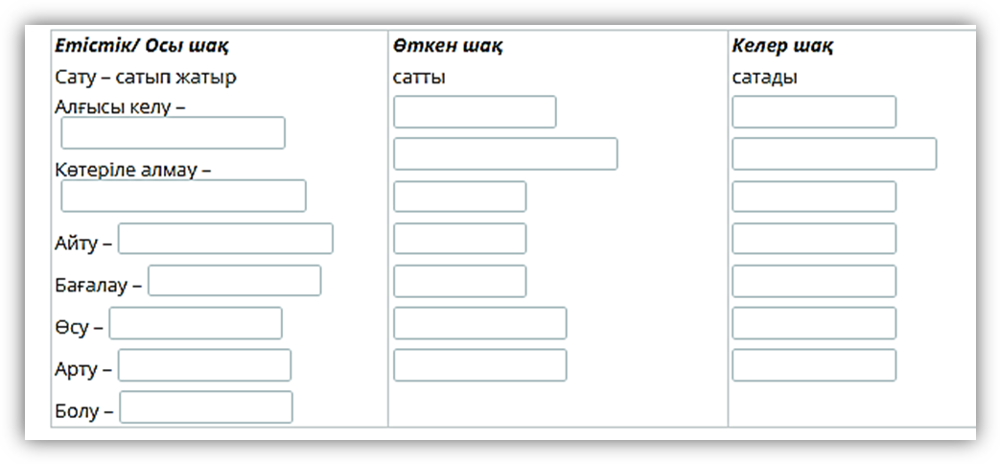 Етістік/ Осы шақ
Өткен шақ
Келер шақ
Сату – сатып жатыр
сатты
сатады
Алғысы келу –
Көтеріле алмау –
Айту –
Бағалау –
Өсу –
Арту –
Болу –